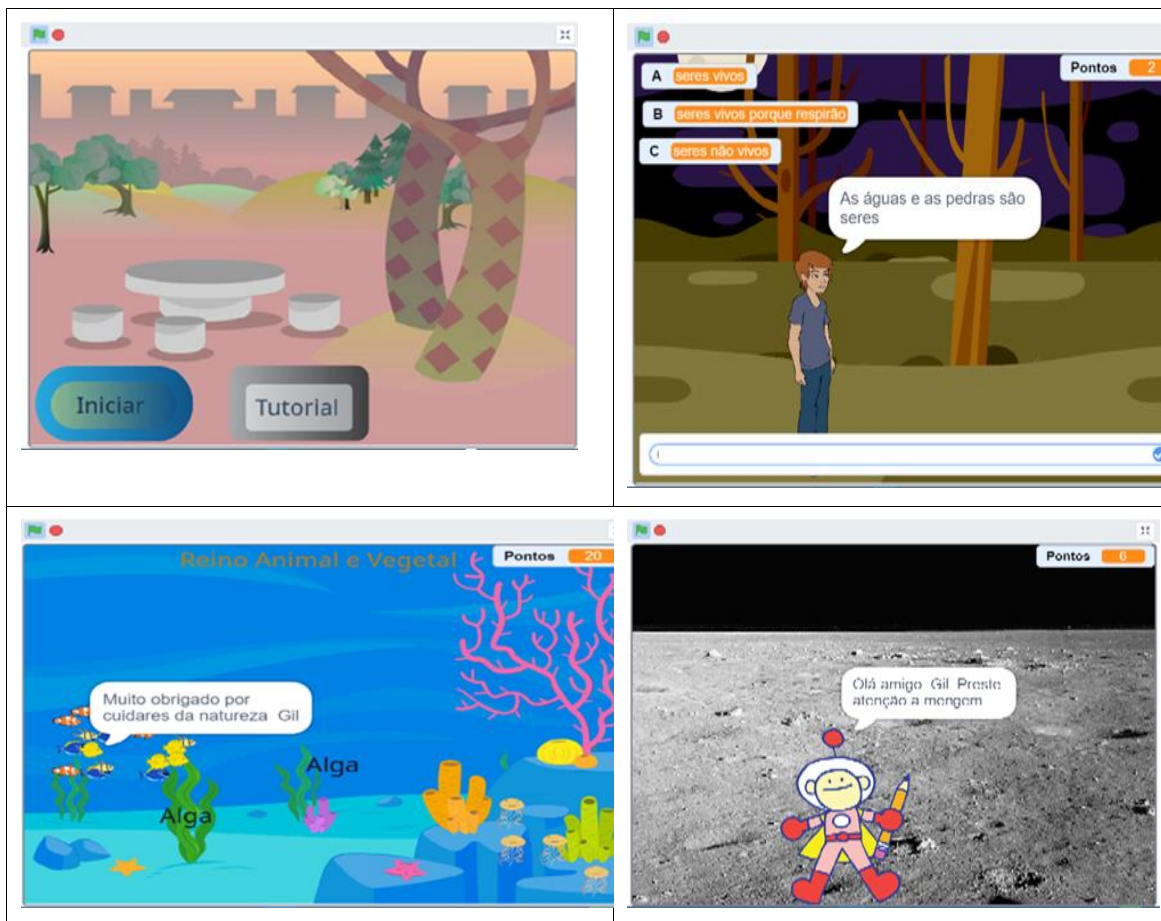 Iniciar
Tutorial
A seres vivos
Pontos 2
B seres vivos porque respirão
C seres não vivos
As águas e as pedras são
seres
Reino Animal e Vegetal
Pontos 20
Muito obrigado por
cuidares da natureza Gil
Alga
Alga
Pontos 6
Olá amigo Gil Preste
atenção a mengem